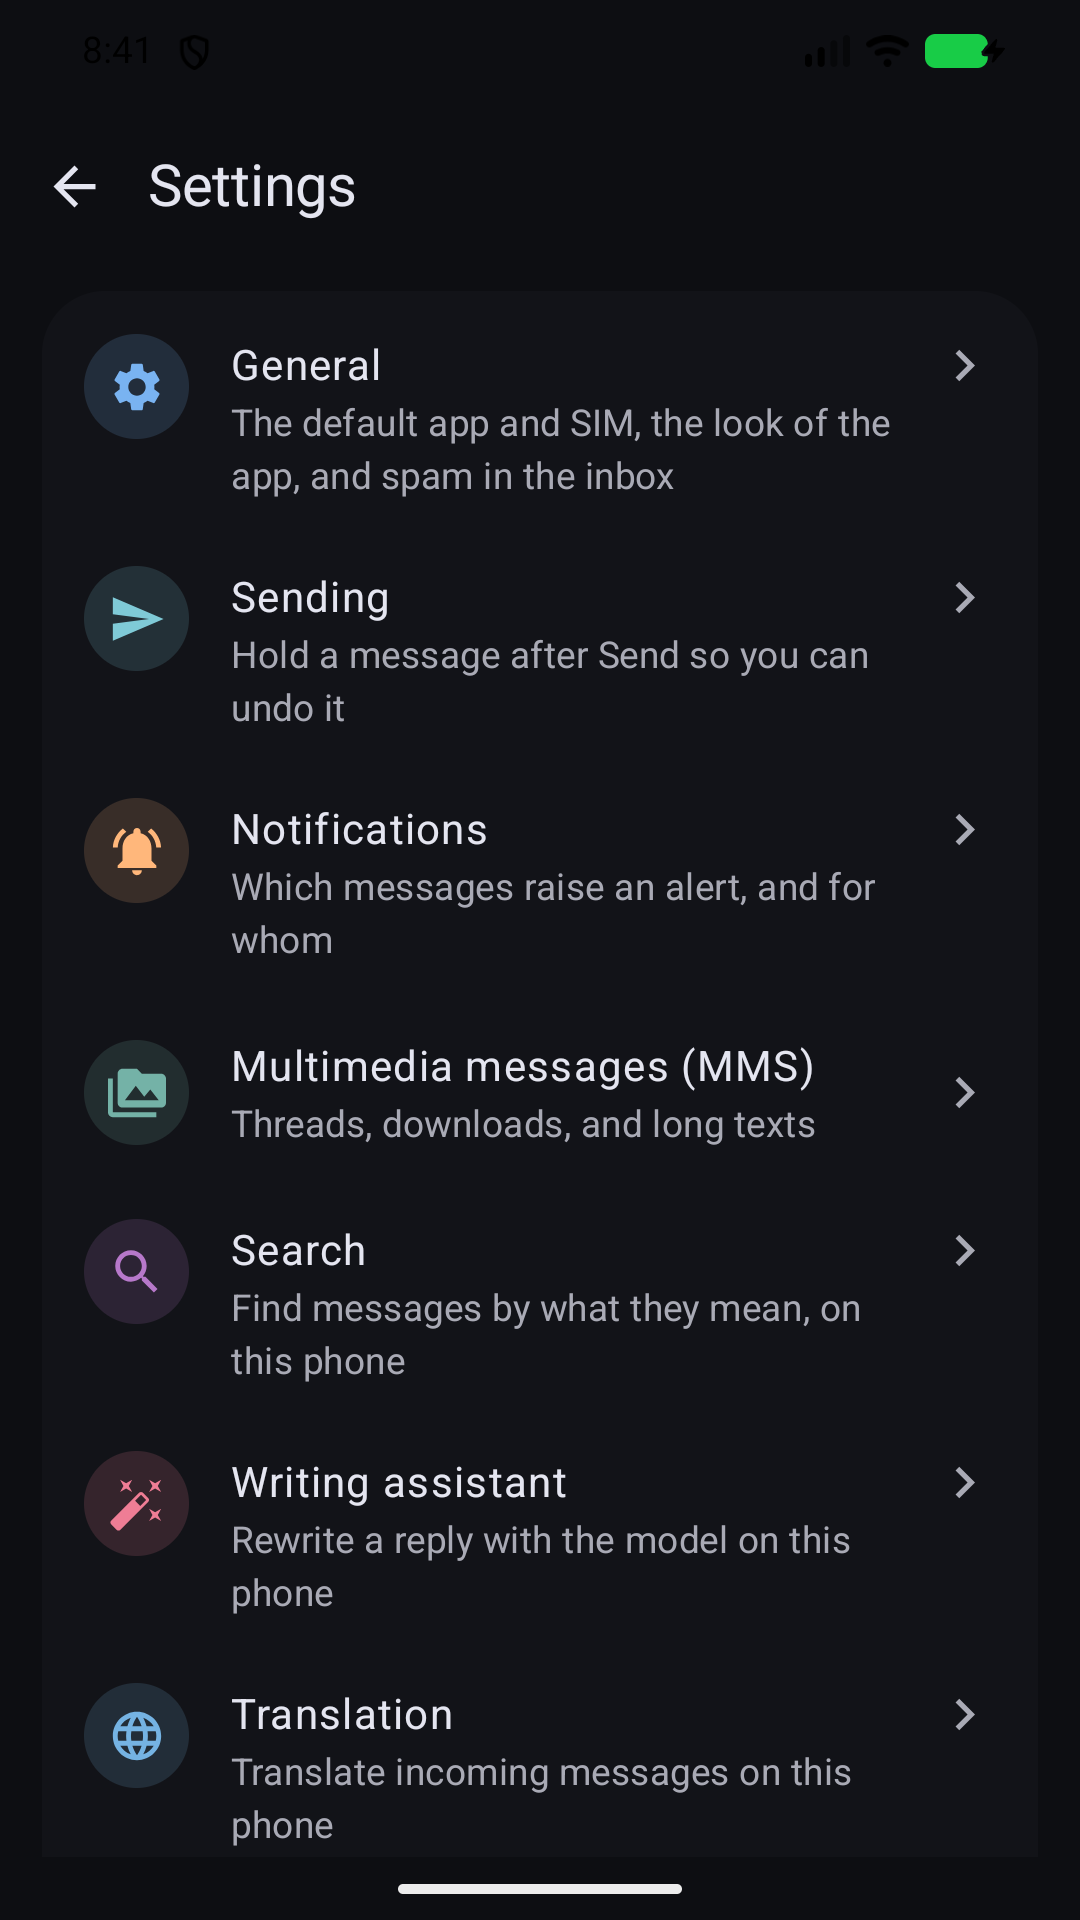 8:41
Settings
General
The default app and SIM, the look of the
app, and spam in the inbox
Sending
Hold a message after Send so you can
undo it
Notifications
Which messages raise an alert, and for
whom
Multimedia messages (MMS)
Threads, downloads, and long texts
Search
Find messages by what they mean, on
this phone
Writing assistant
Rewrite a reply with the model on this
phone
Translation
Translate incoming messages on this
phone